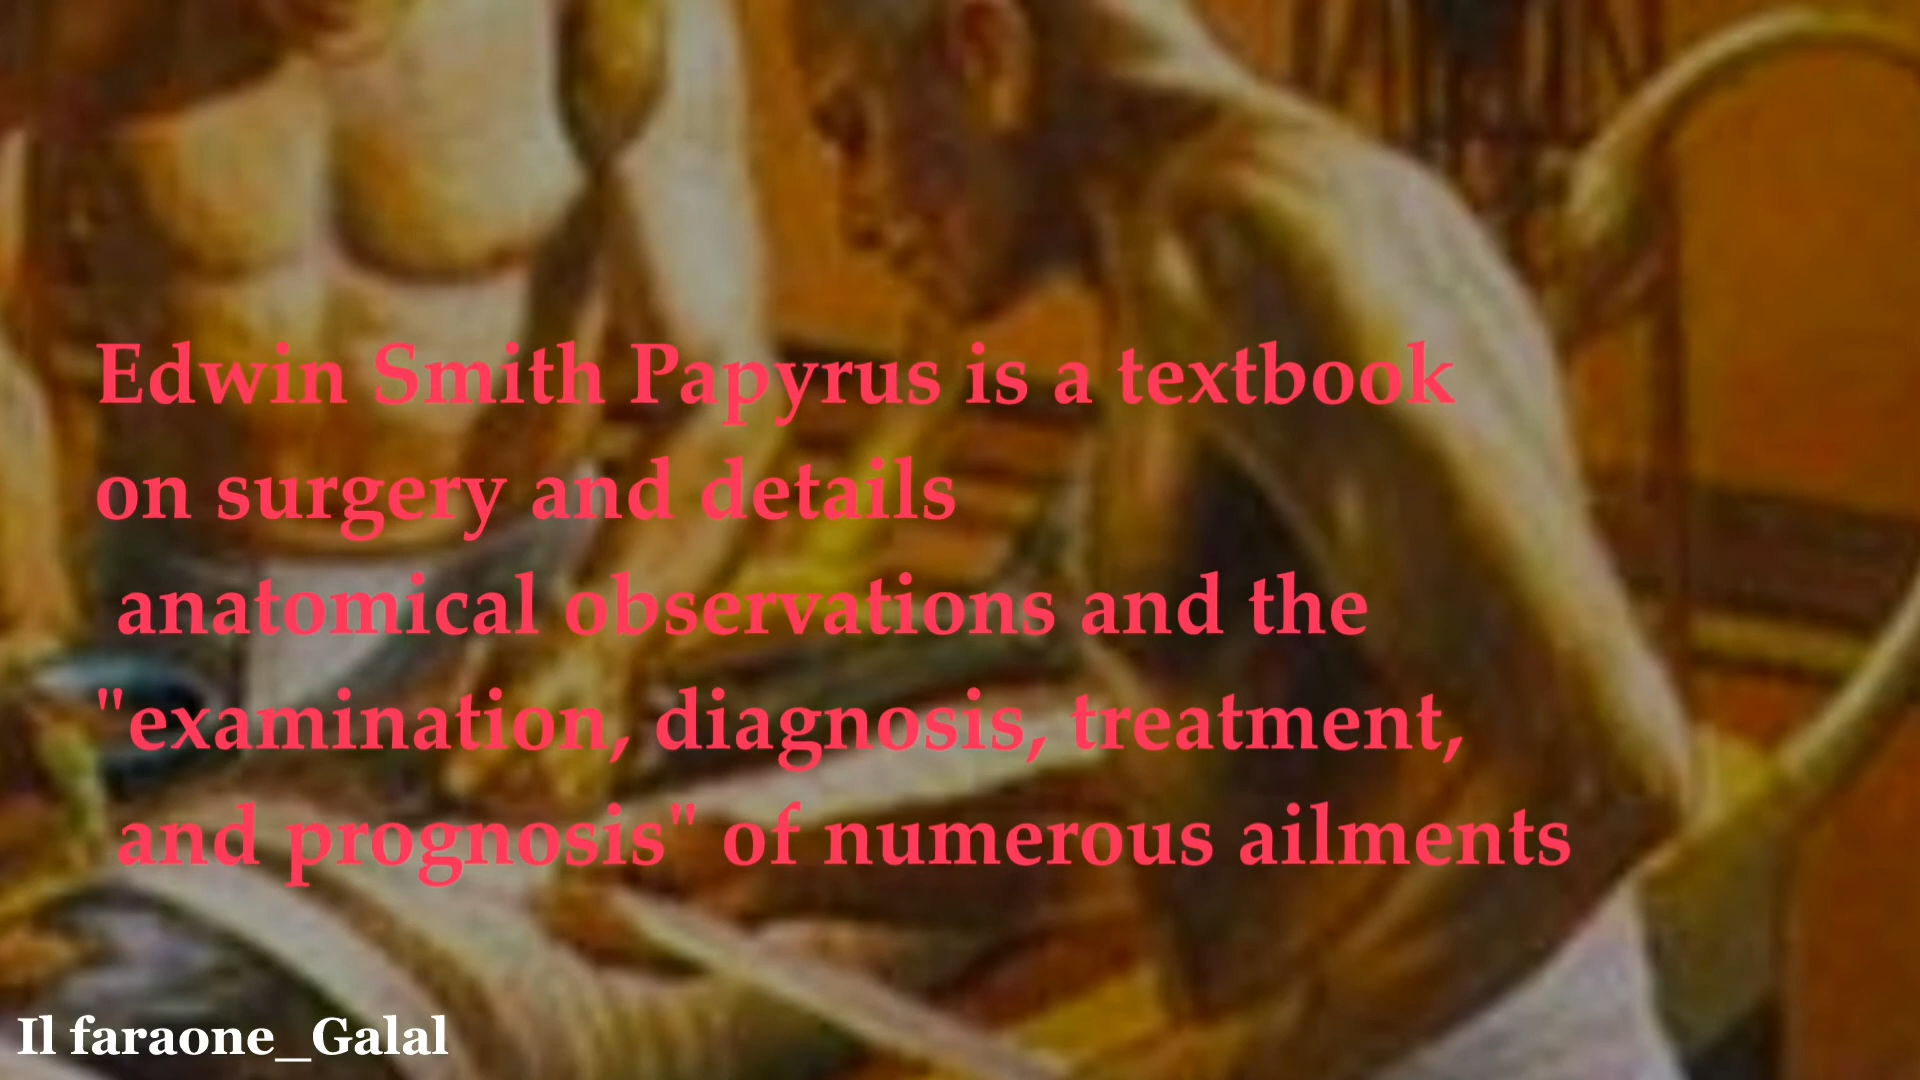 Edwin Smith Papyrus is a textbook
on surgery and details
anatomical observations and the
"examination, diagnosis, treatment,
and prognosis" of numerous ailments
Il faraone_Galal